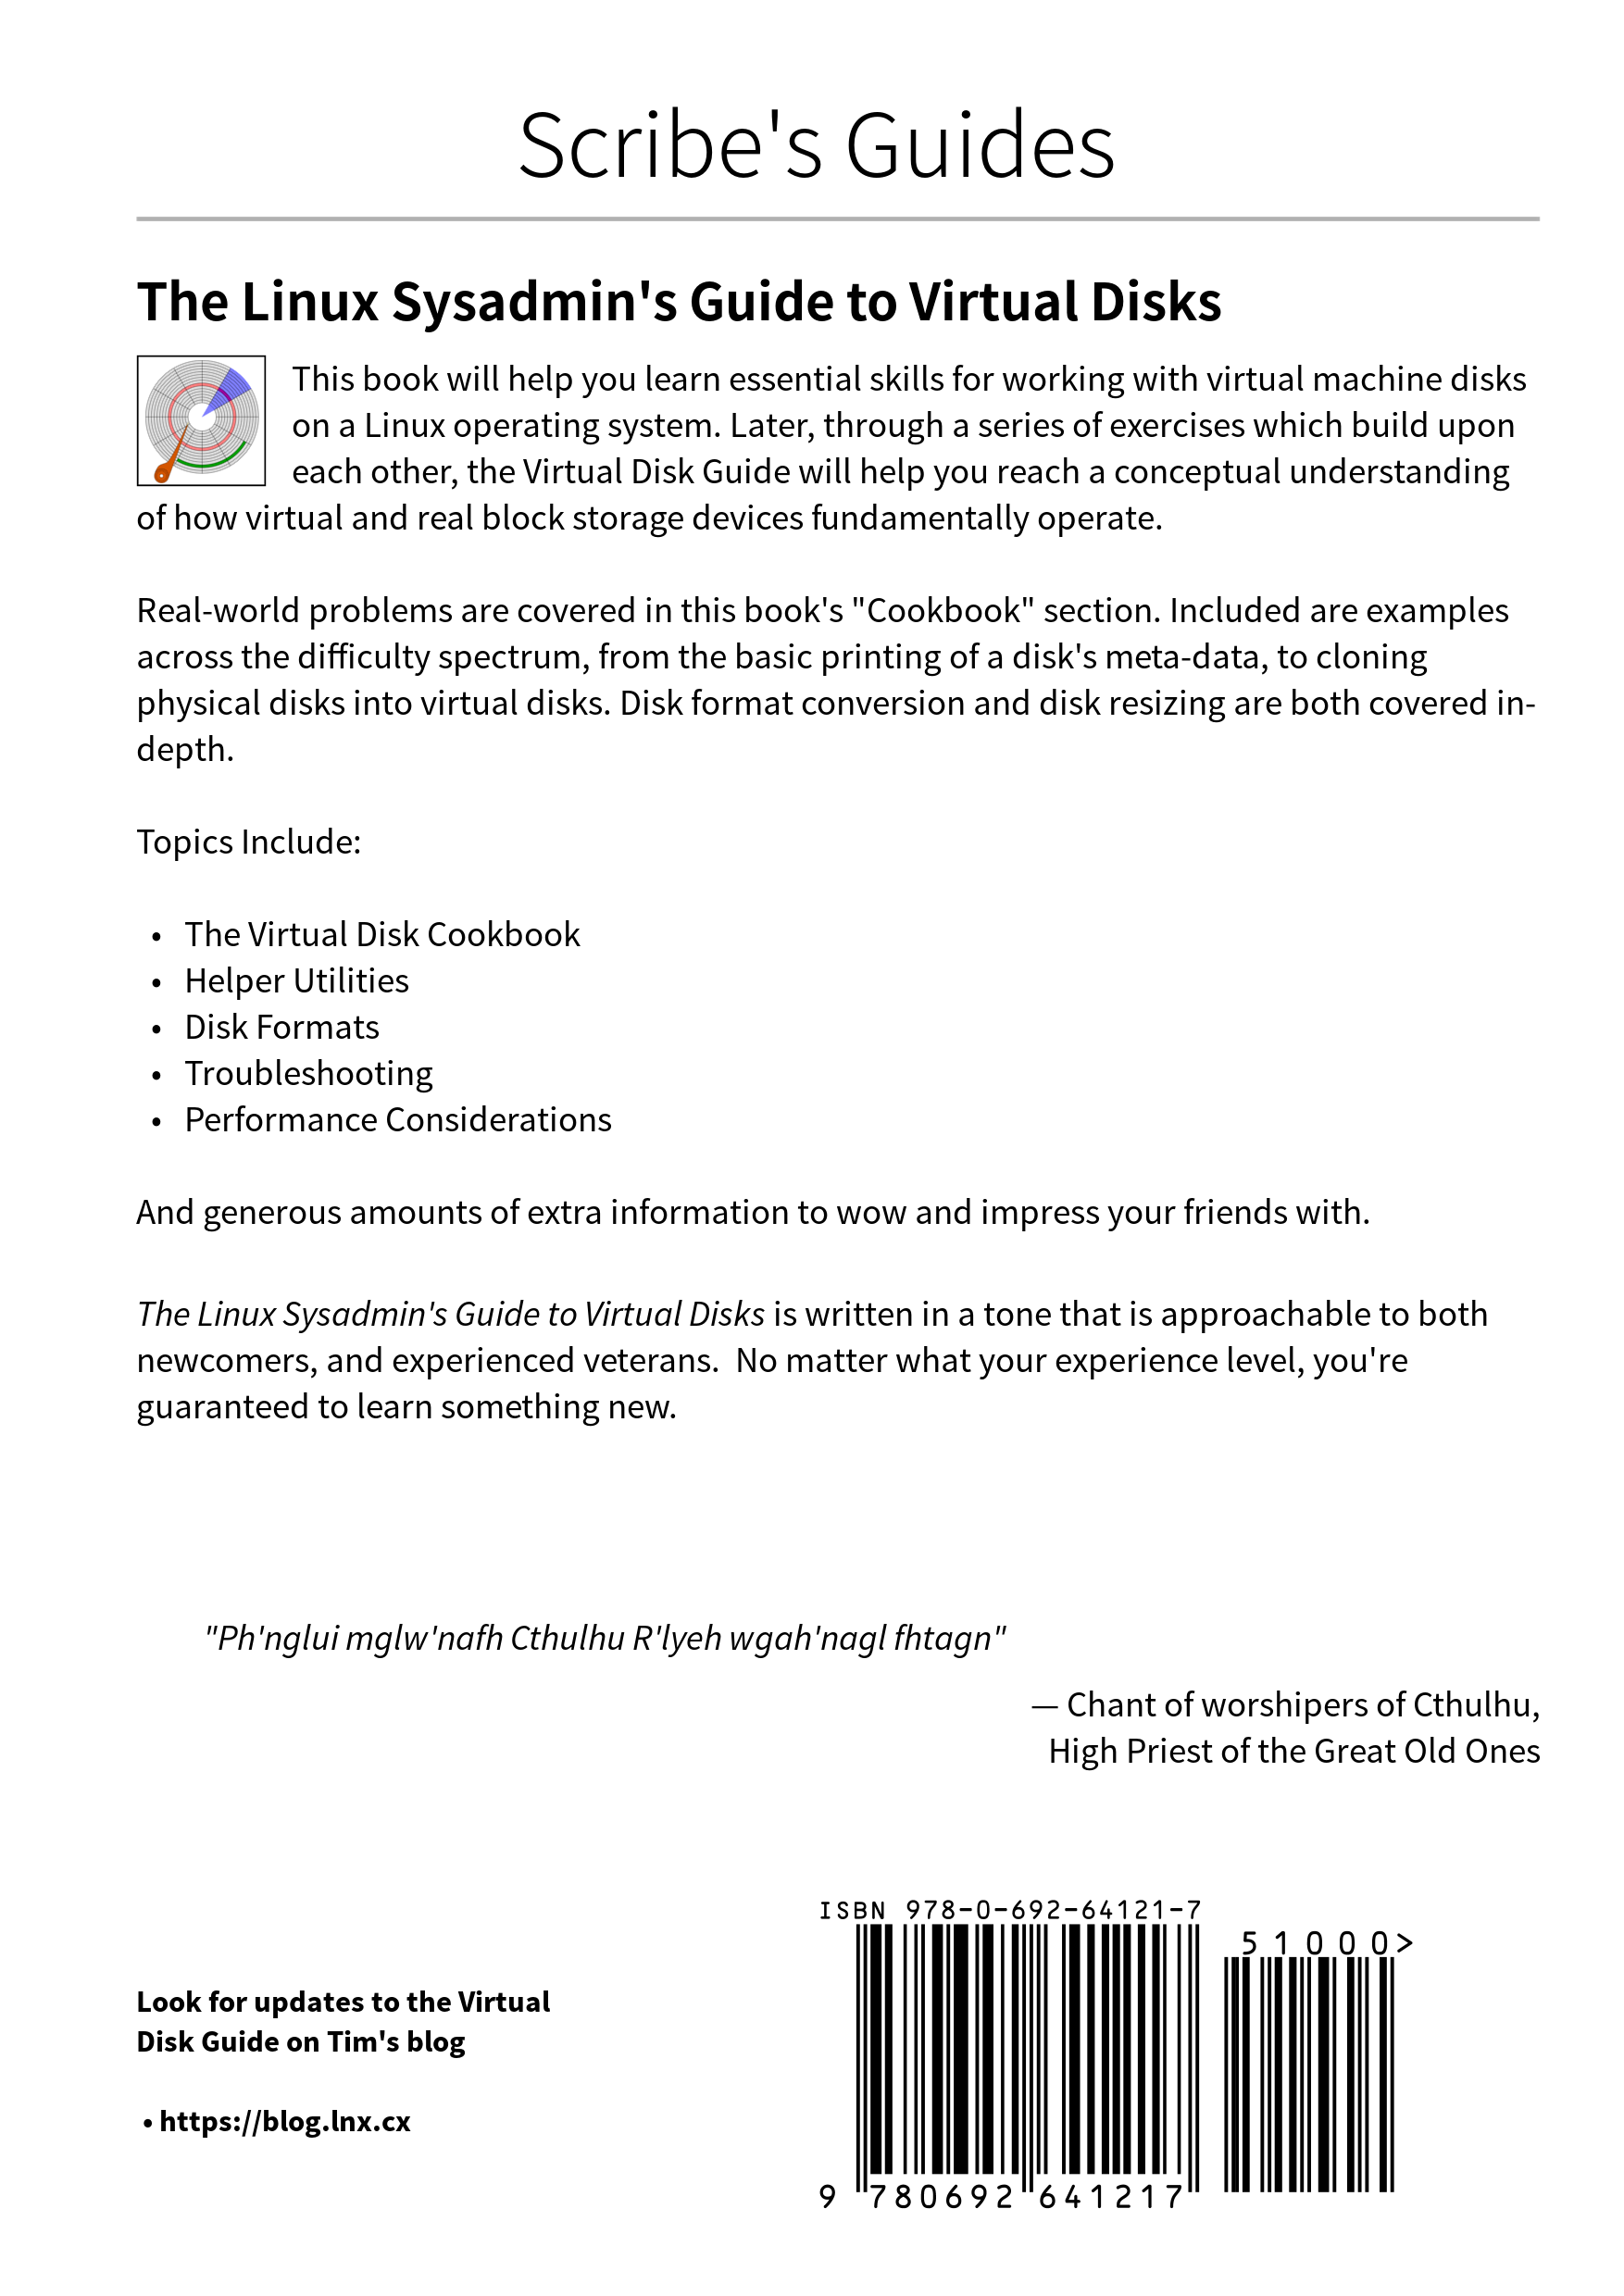 Scribe's Guides
The Linux Sysadmin's Guide to Virtual Disks
This book will help you learn essential skills for working with virtual machine disks
on a Linux operating system. Later, through a series of exercises which build upon
each other, the Virtual Disk Guide will help you reach a conceptual understanding
of how virtual and real block storage devices fundamentally operate.
Real-world problems are covered in this book's "Cookbook" section. Included are examples
across the difficulty spectrum, from the basic printing of a disk's meta-data, to cloning
physical disks into virtual disks. Disk format conversion and disk resizing are both covered in-
depth.
Topics Include:
• The Virtual Disk Cookbook
• Helper Utilities
• Disk Formats
• Troubleshooting
• Performance Considerations
And generous amounts of extra information to wow and impress your friends with.
The Linux Sysadmin's Guide to Virtual Disks is written in a tone that is approachable to both
newcomers, and experienced veterans.  No matter what your experience level, you're
guaranteed to learn something new.
"Ph'nglui mglw'nafh Cthulhu R'lyeh wgah'nagl fhtagn"
— Chant of worshipers of Cthulhu,
High Priest of the Great Old Ones
Look for updates to the Virtual
Disk Guide on Tim's blog
• https://blog.lnx.cx
ISBN 978-0-692-64121-7
51000>
9 780692 641217